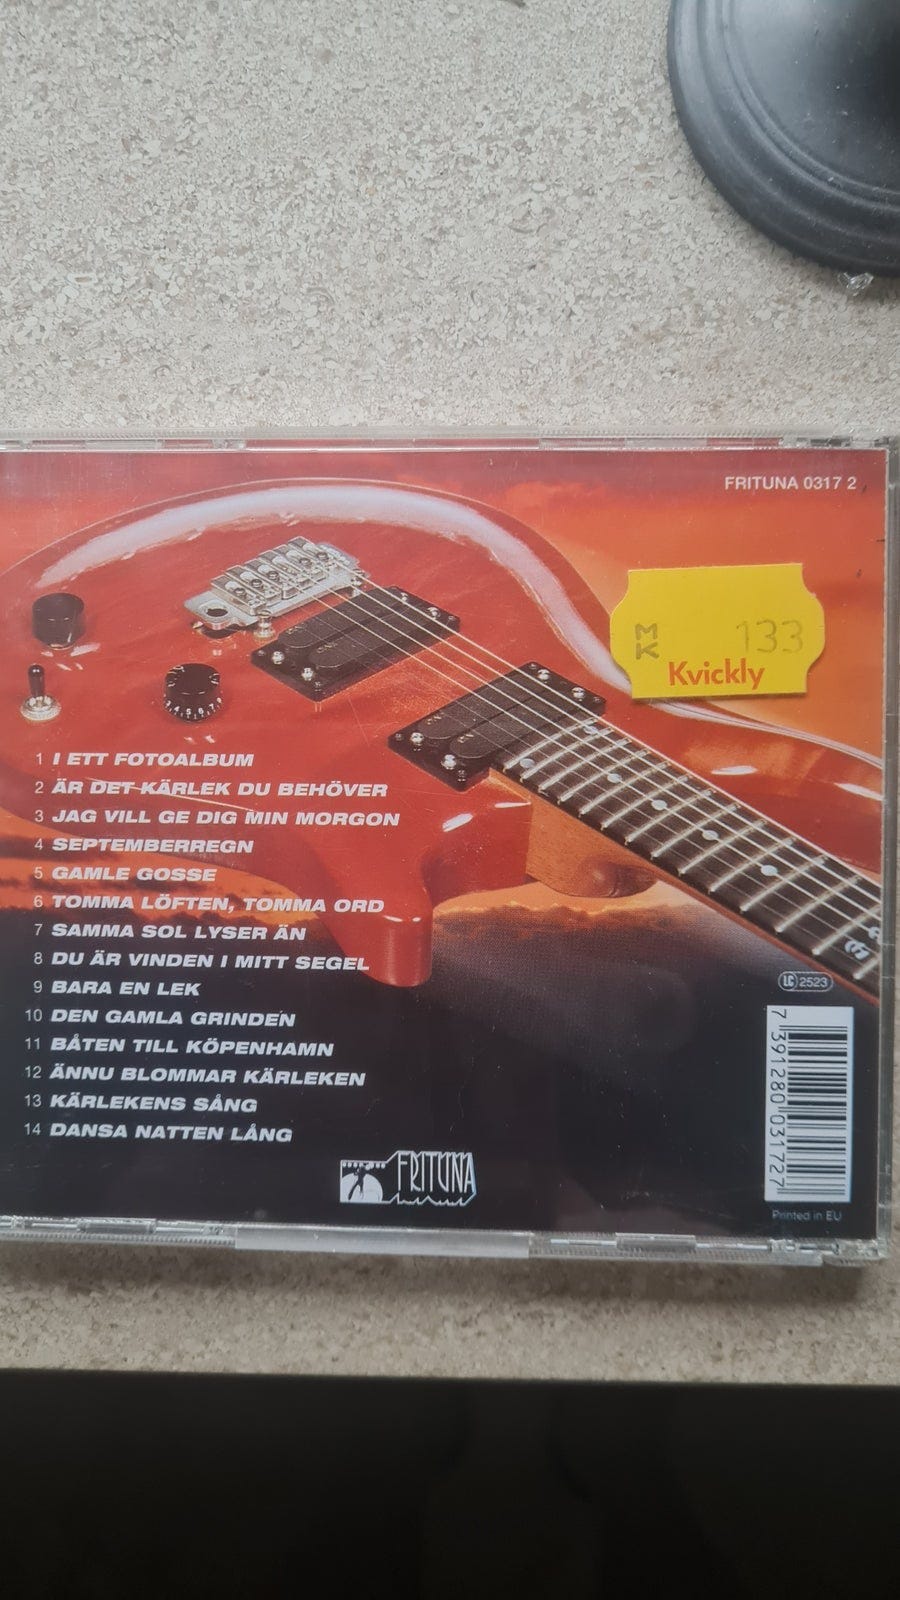 FRITUNA 0317 2
MK 133
Kvickly
1 I ETT FOTOALBUM
2 ÄR DET KÄRLEK DU BEHÖVER
3 JAG VILL GE DIG MIN MORGON
4 SEPTEMBERREGN
5 GAMLE GOSSE
6 TOMMA LÖFTEN, TOMMA ORD
7 SAMMA SOL LYSER ÄN
8 DU ÄR VINDEN I MITT SEGEL
9 BARA EN LEK
10 DEN GAMLA GRINDEN
11 BÅTEN TILL KÖPENHAMN
12 ÄNNU BLOMMAR KÄRLEKEN
13 KÄRLEKENS SÅNG
14 DANSA NATTEN LÅNG
LC 2523
7 391280 031727
FRITUNA
Printed in EU